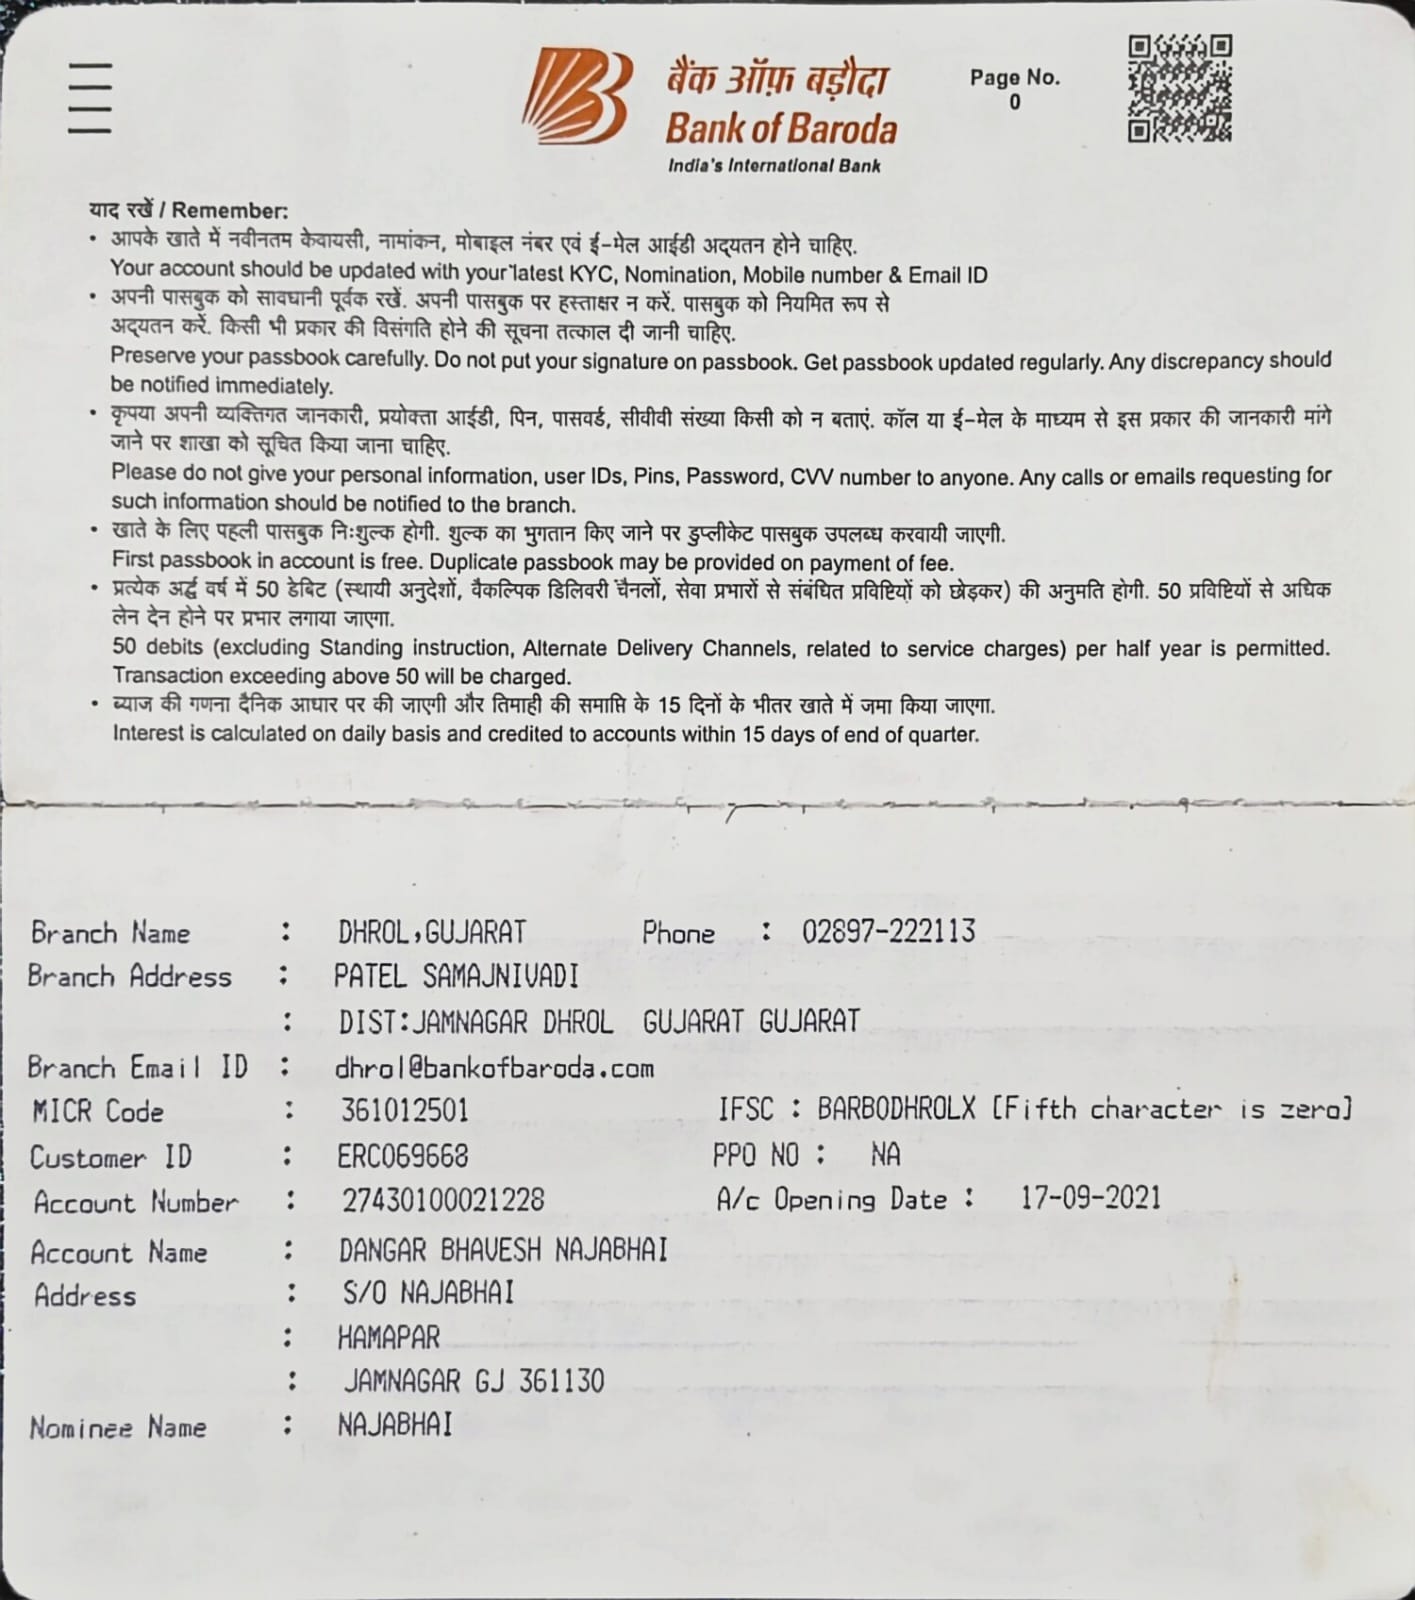 बैंक ऑफ़ बड़ौदा
Bank of Baroda
India's International Bank
Page No.
0
याद रखें / Remember:
• आपके खाते में नवीनतम केवायसी, नामांकन, मोबाइल नंबर एवं ई-मेल आईडी अद्यतन होने चाहिए.
Your account should be updated with your latest KYC, Nomination, Mobile number & Email ID
• अपनी पासबुक को सावधानी पूर्वक रखें. अपनी पासबुक पर हस्ताक्षर न करें. पासबुक को नियमित रूप से
अद्यतन करें. किसी भी प्रकार की विसंगति होने की सूचना तत्काल दी जानी चाहिए.
Preserve your passbook carefully. Do not put your signature on passbook. Get passbook updated regularly. Any discrepancy should
be notified immediately.
• कृपया अपनी व्यक्तिगत जानकारी, प्रयोक्ता आईडी, पिन, पासवर्ड, सीवीवी संख्या किसी को न बताएं. कॉल या ई-मेल के माध्यम से इस प्रकार की जानकारी मांगे
जाने पर शाखा को सूचित किया जाना चाहिए.
Please do not give your personal information, user IDs, Pins, Password, CVV number to anyone. Any calls or emails requesting for
such information should be notified to the branch.
• खाते के लिए पहली पासबुक निःशुल्क होगी. शुल्क का भुगतान किए जाने पर डुप्लीकेट पासबुक उपलब्ध करवायी जाएगी.
First passbook in account is free. Duplicate passbook may be provided on payment of fee.
• प्रत्येक अर्द्ध वर्ष में 50 डेबिट (स्थायी अनुदेशों, वैकल्पिक डिलिवरी चैनलों, सेवा प्रभारों से संबंधित प्रविष्टियों को छोड़कर) की अनुमति होगी. 50 प्रविष्टियों से अधिक
लेन देन होने पर प्रभार लगाया जाएगा.
50 debits (excluding Standing instruction, Alternate Delivery Channels, related to service charges) per half year is permitted.
Transaction exceeding above 50 will be charged.
• ब्याज की गणना दैनिक आधार पर की जाएगी और तिमाही की समाप्ति के 15 दिनों के भीतर खाते में जमा किया जाएगा.
Interest is calculated on daily basis and credited to accounts within 15 days of end of quarter.
Branch Name : DHROL,GUJARAT Phone : 02897-222113
Branch Address : PATEL SAMAJNIVADI
: DIST:JAMNAGAR DHROL GUJARAT GUJARAT
Branch Email ID : dhrol@bankofbaroda.com
MICR Code : 361012501 IFSC : BARB0DHROLX [Fifth character is zero]
Customer ID : ERC069668 PPO NO : NA
Account Number : 27430100021228 A/c Opening Date : 17-09-2021
Account Name : DANGAR BHAVESH NAJABHAI
Address : S/O NAJABHAI
: HAMAPAR
: JAMNAGAR GJ 361130
Nominee Name : NAJABHAI